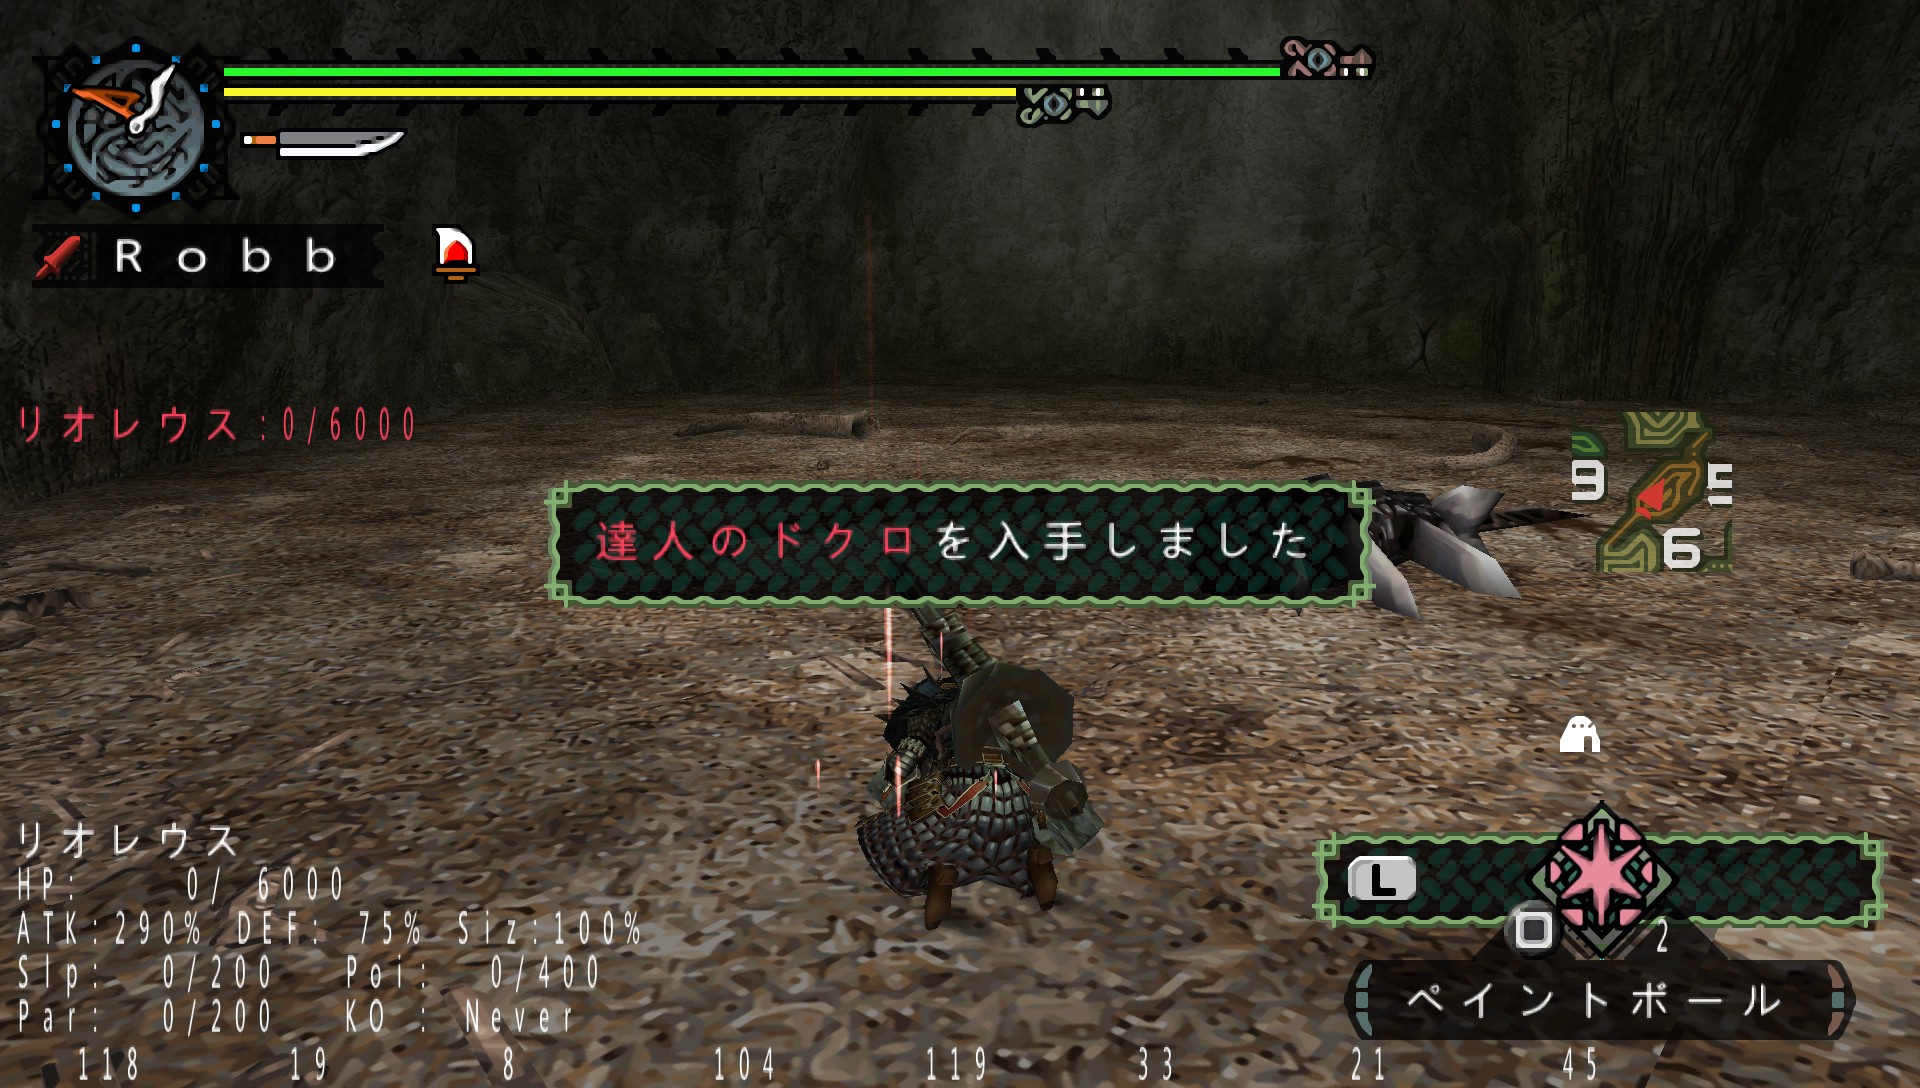 Robb
リオレウス:0/6000
9
5
6
達人のドクロを入手しました
L
2
ペイントボール
リオレウス
HP: 0/ 6000
ATK:290% DEF: 75% Siz:100%
Slp: 0/200 Poi: 0/400
Par: 0/200 KO : Never
118 19 8 104 119 33 21 45